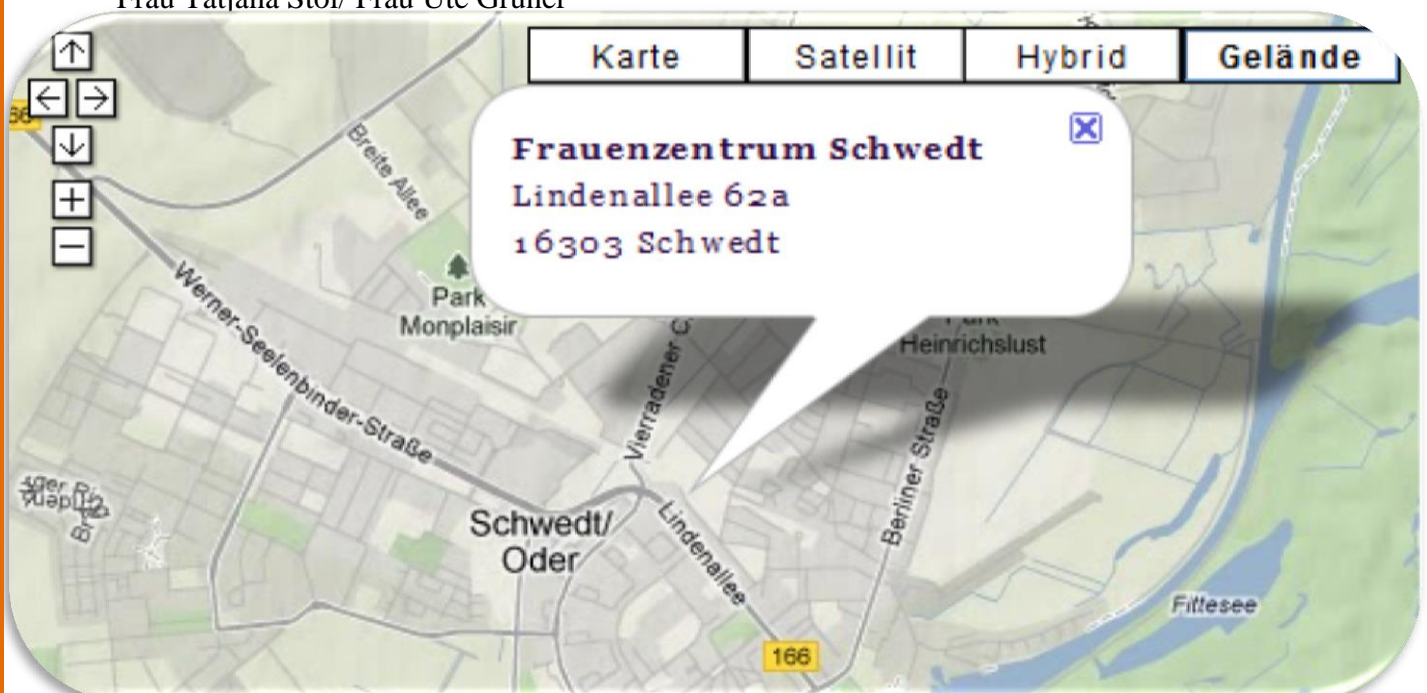 Karte Satellit Hybrid Gelände
Frauenzentrum Schwedt
Lindenallee 62a
16303 Schwedt
Breite Allee
Park
Monplaisir
Werner-Seelenbinder-Straße
Vierradener
Heinrichslust
Berliner Straße
Schwedt/
Oder
Lindenallee
Fittesee
166